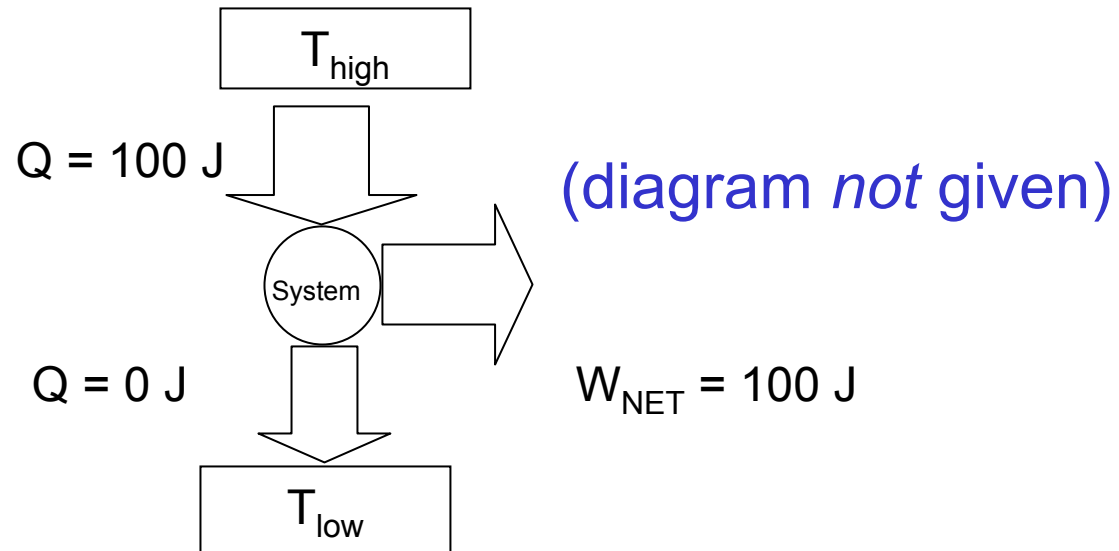 T_high
Q = 100 J
(diagram not given)
System
Q = 0 J
W_NET = 100 J
T_low